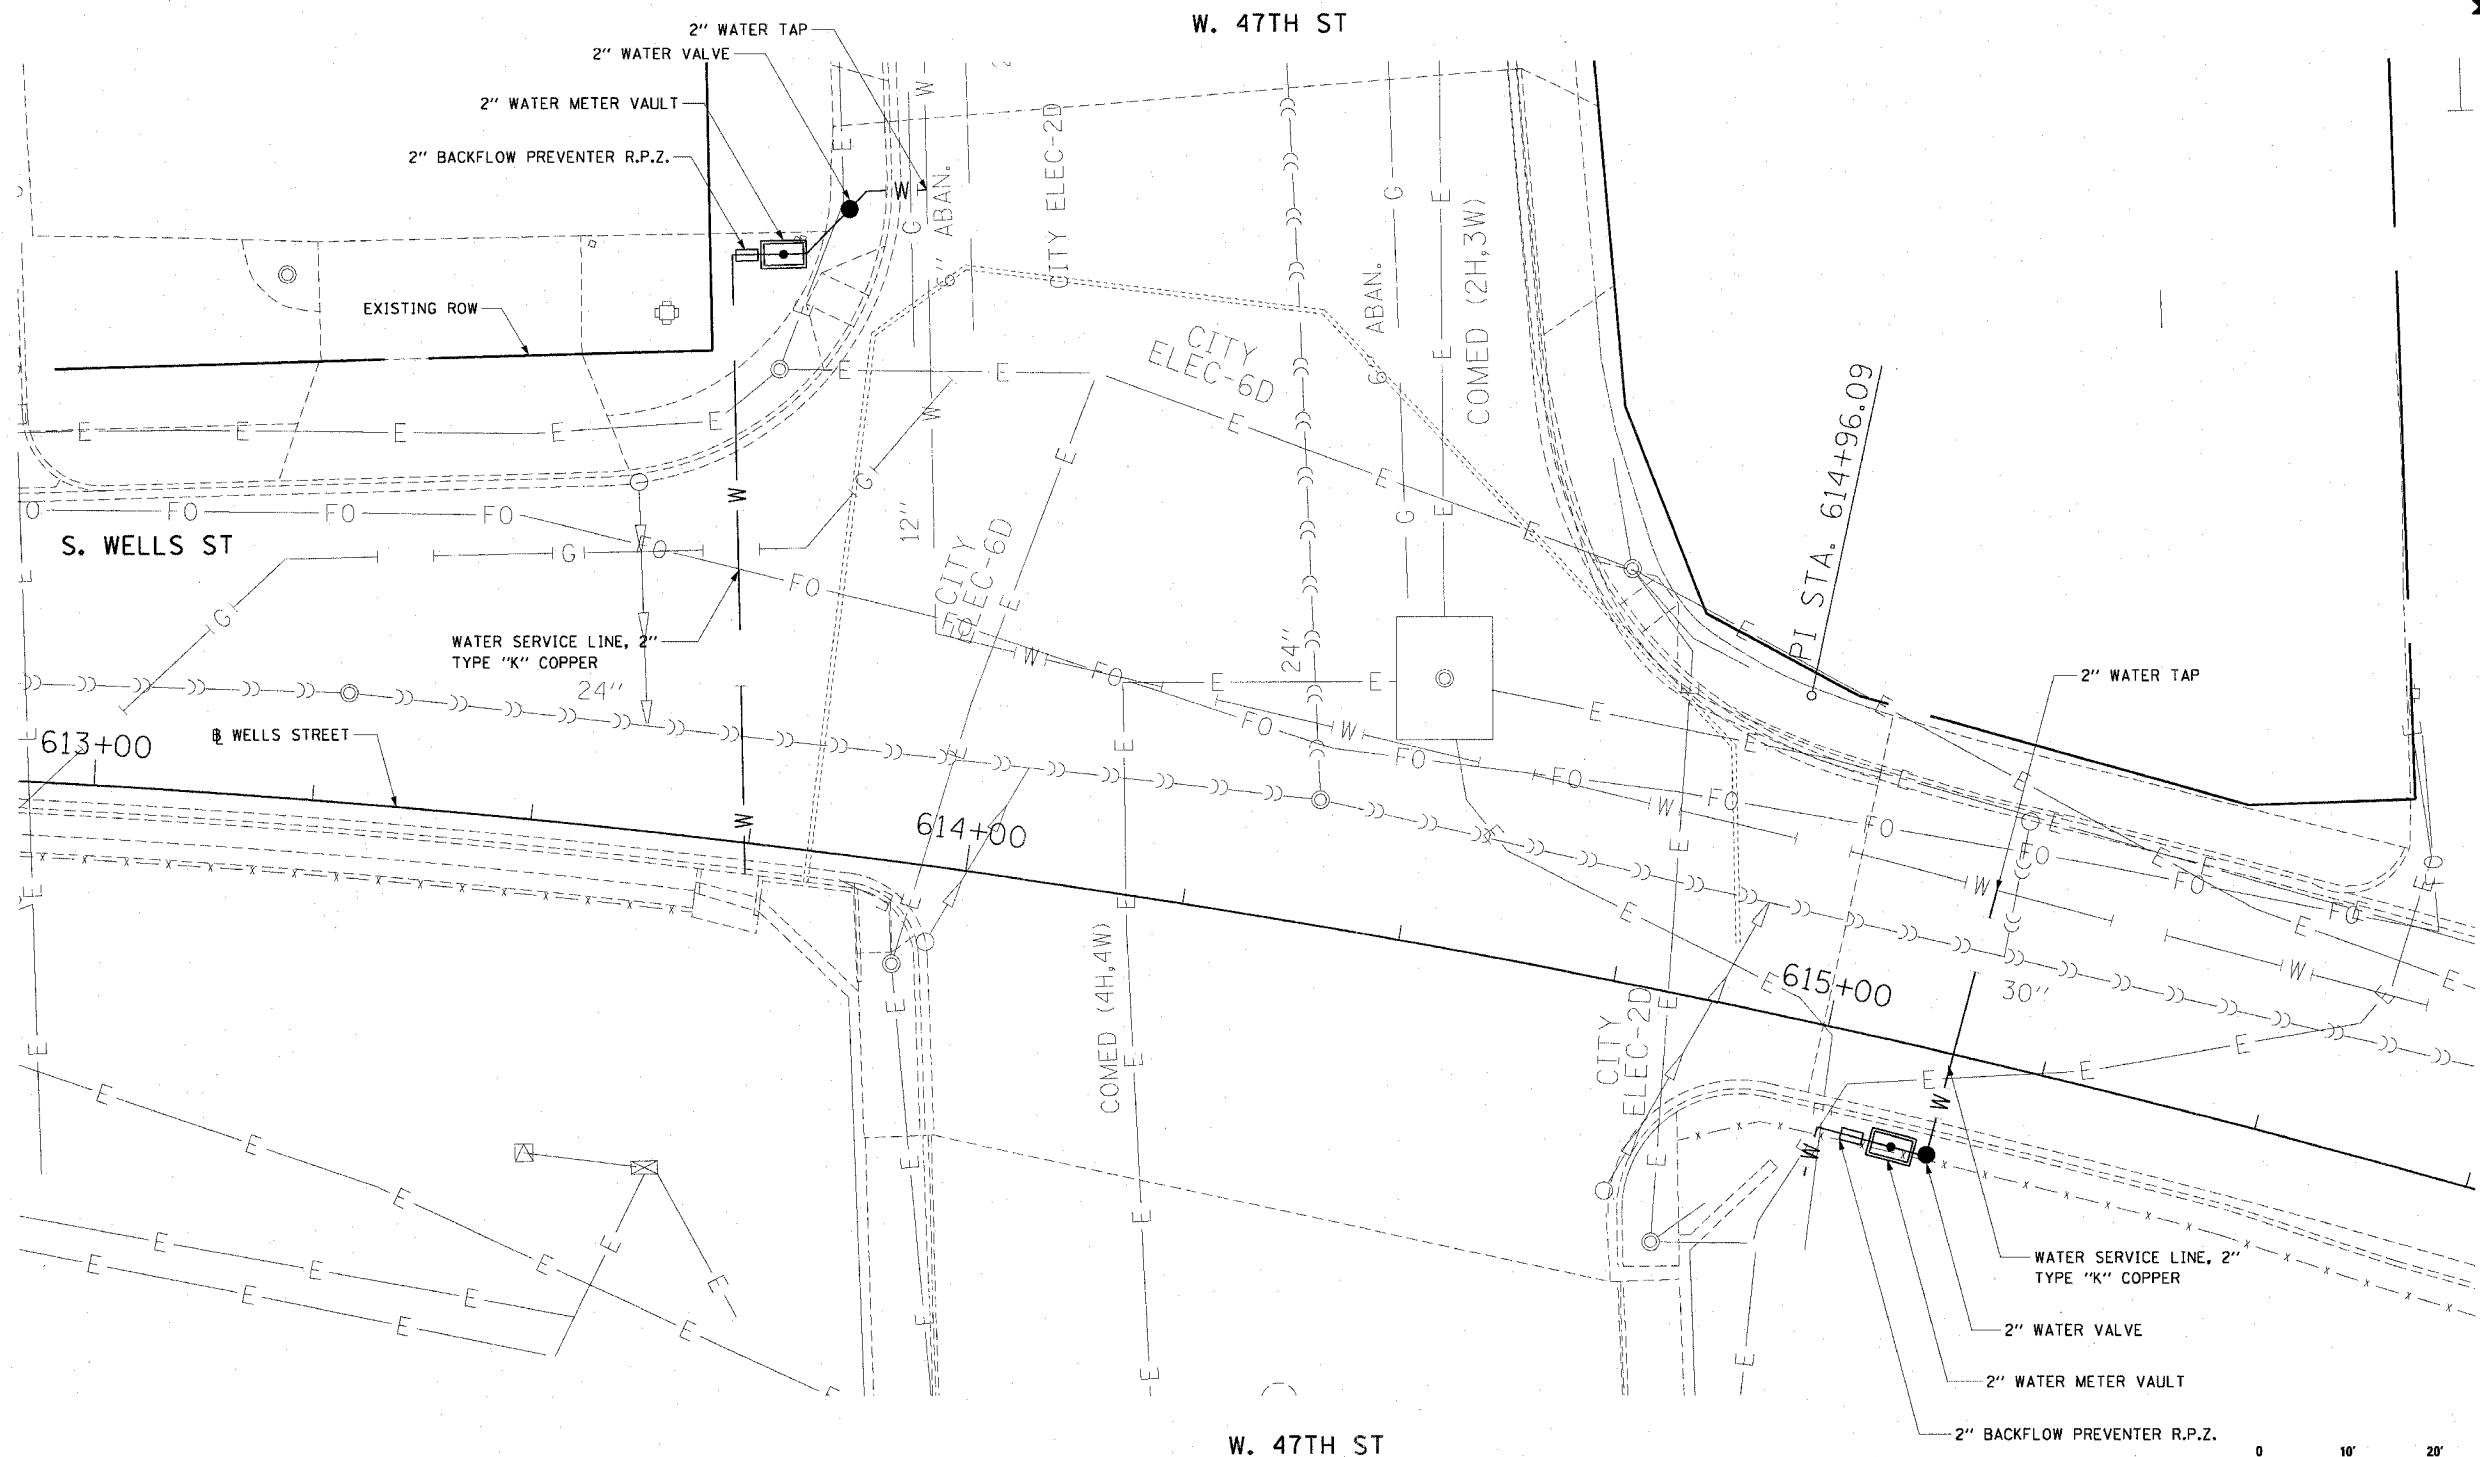 W. 47TH ST
2" WATER TAP
2" WATER VALVE
2" WATER METER VAULT
2" BACKFLOW PREVENTER R.P.Z.
EXISTING ROW
CITY ELEC-2D
ABAN.
COMED (2H,3W)
6" ABAN.
CITY
ELEC-6D
PI STA. 614+96.09
S. WELLS ST
12"
CITY
ELEC-6D
WATER SERVICE LINE, 2"
TYPE "K" COPPER
24"
24"
2" WATER TAP
613+00
℄ WELLS STREET
614+00
COMED (4H,4W)
615+00
30"
CITY
ELEC-2D
WATER SERVICE LINE, 2"
TYPE "K" COPPER
2" WATER VALVE
2" WATER METER VAULT
2" BACKFLOW PREVENTER R.P.Z.
W. 47TH ST
0 10' 20'